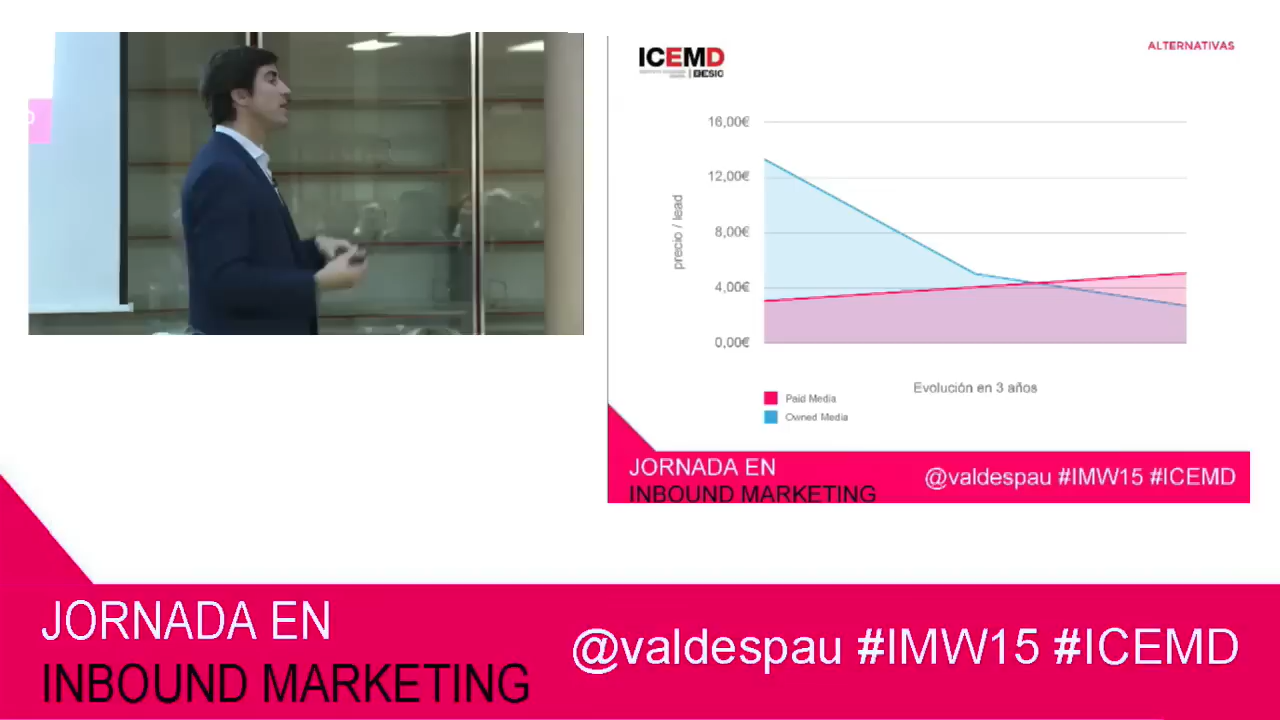 ICEMD
ESIC
ALTERNATIVAS
16,00€
12,00€
8,00€
4,00€
0,00€
precio / lead
Evolución en 3 años
Paid Media
Owned Media
JORNADA EN
INBOUND MARKETING
@valdespau #IMW15 #ICEMD
JORNADA EN
INBOUND MARKETING
@valdespau #IMW15 #ICEMD